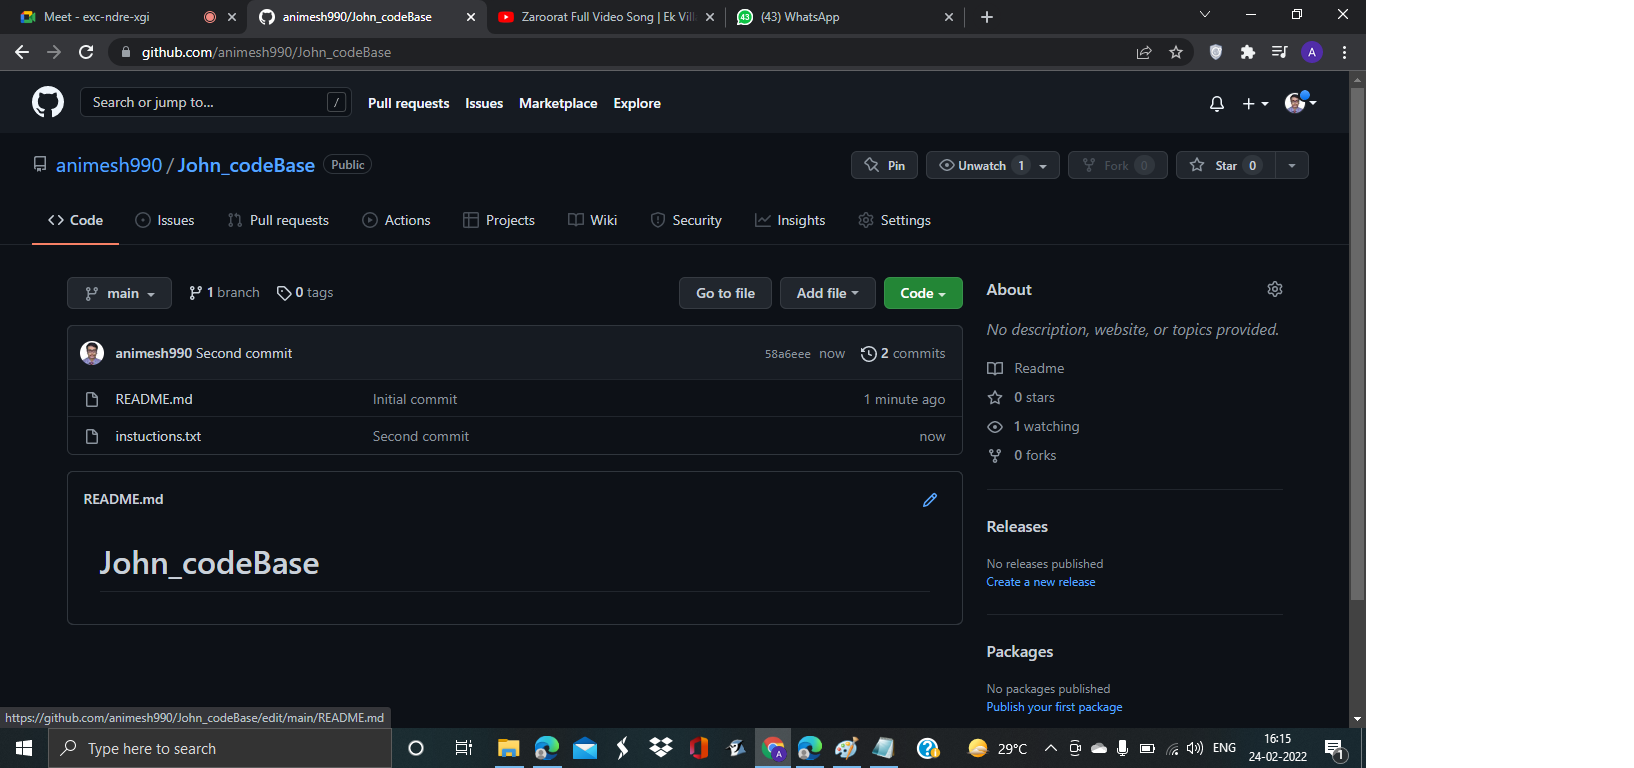 Meet - exc-ndre-xgi
animesh990/John_codeBase
Zaroorat Full Video Song | Ek Vill
43 (43) WhatsApp
github.com/animesh990/John_codeBase
A
Search or jump to... /
Pull requests Issues Marketplace Explore
animesh990 / John_codeBase Public
Pin Unwatch 1 Fork 0 Star 0
Code Issues Pull requests Actions Projects Wiki Security Insights Settings
main 1 branch 0 tags Go to file Add file Code
animesh990 Second commit 58a6eee now 2 commits
README.md Initial commit 1 minute ago
instuctions.txt Second commit now
README.md
John_codeBase
About
No description, website, or topics provided.
Readme
0 stars
1 watching
0 forks
Releases
No releases published
Create a new release
Packages
No packages published
Publish your first package
https://github.com/animesh990/John_codeBase/edit/main/README.md
Type here to search
A
29°C ENG 16:15
24-02-2022
1